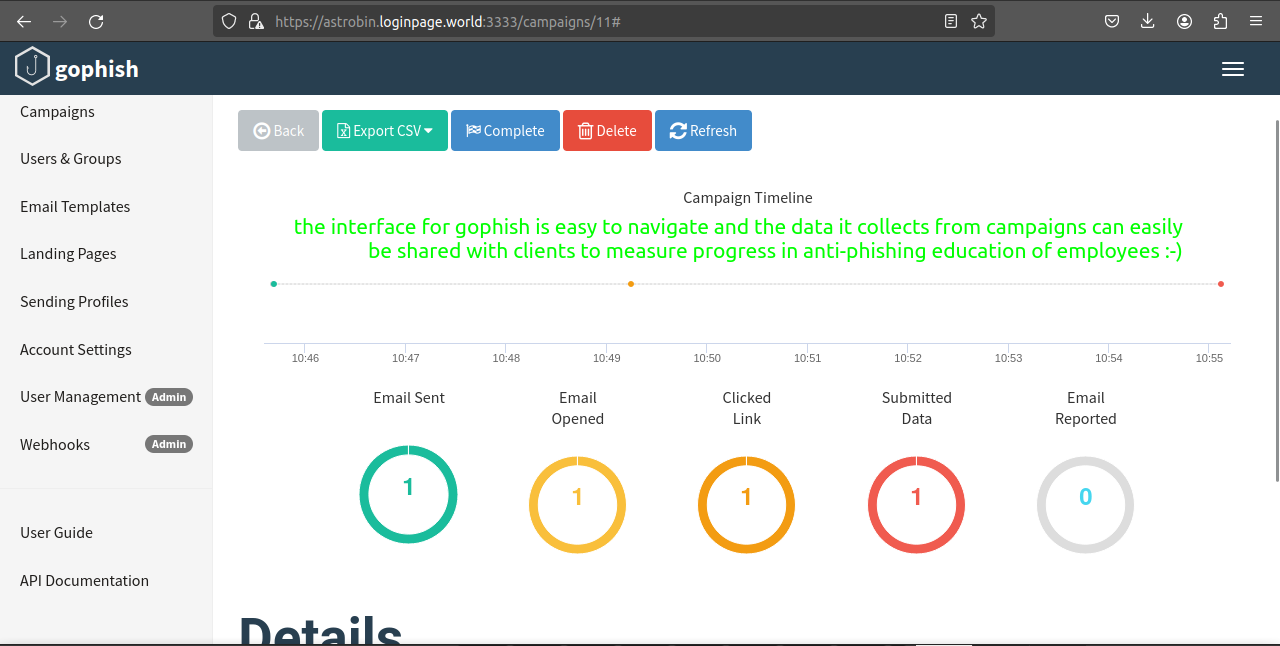 https://astrobin.loginpage.world:3333/campaigns/11#
gophish
Campaigns
Users & Groups
Email Templates
Landing Pages
Sending Profiles
Account Settings
User Management Admin
Webhooks Admin
User Guide
API Documentation
Back Export CSV Complete Delete Refresh
Campaign Timeline
the interface for gophish is easy to navigate and the data it collects from campaigns can easily
be shared with clients to measure progress in anti-phishing education of employees :-)
10:46 10:47 10:48 10:49 10:50 10:51 10:52 10:53 10:54 10:55
Email Sent
1
Email
Opened
1
Clicked
Link
1
Submitted
Data
1
Email
Reported
0
Details